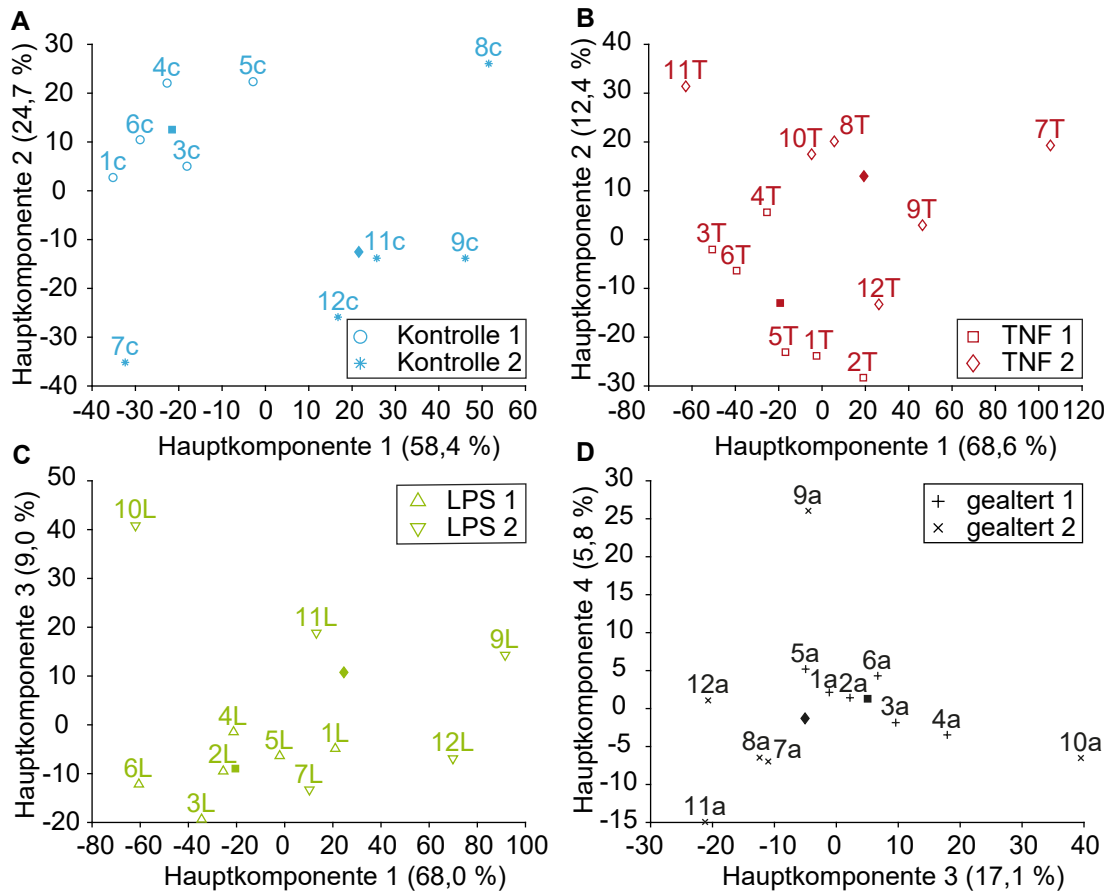 A
Hauptkomponente 2 (24,7 %)
30
20
10
0
-10
-20
-30
-40
-40
-30
-20
-10
0
10
20
30
40
50
60
Hauptkomponente 1 (58,4 %)
8c
4c
5c
6c
3c
1c
11c
9c
12c
7c
Kontrolle 1
Kontrolle 2
B
Hauptkomponente 2 (12,4 %)
40
30
20
10
0
-10
-20
-30
-80
-60
-40
-20
0
20
40
60
80
100
120
Hauptkomponente 1 (68,6 %)
11T
10T
8T
7T
4T
9T
3T
6T
12T
5T
1T
2T
TNF 1
TNF 2
C
Hauptkomponente 3 (9,0 %)
50
40
30
20
10
0
-10
-20
-80
-60
-40
-20
0
20
40
60
80
100
Hauptkomponente 1 (68,0 %)
10L
11L
9L
4L
1L
5L
12L
2L
7L
6L
3L
LPS 1
LPS 2
D
Hauptkomponente 4 (5,8 %)
30
25
20
15
10
5
0
-5
-10
-15
-30
-20
-10
0
10
20
30
40
Hauptkomponente 3 (17,1 %)
9a
5a
6a
12a
1a
2a
3a
4a
8a
7a
10a
11a
gealtert 1
gealtert 2